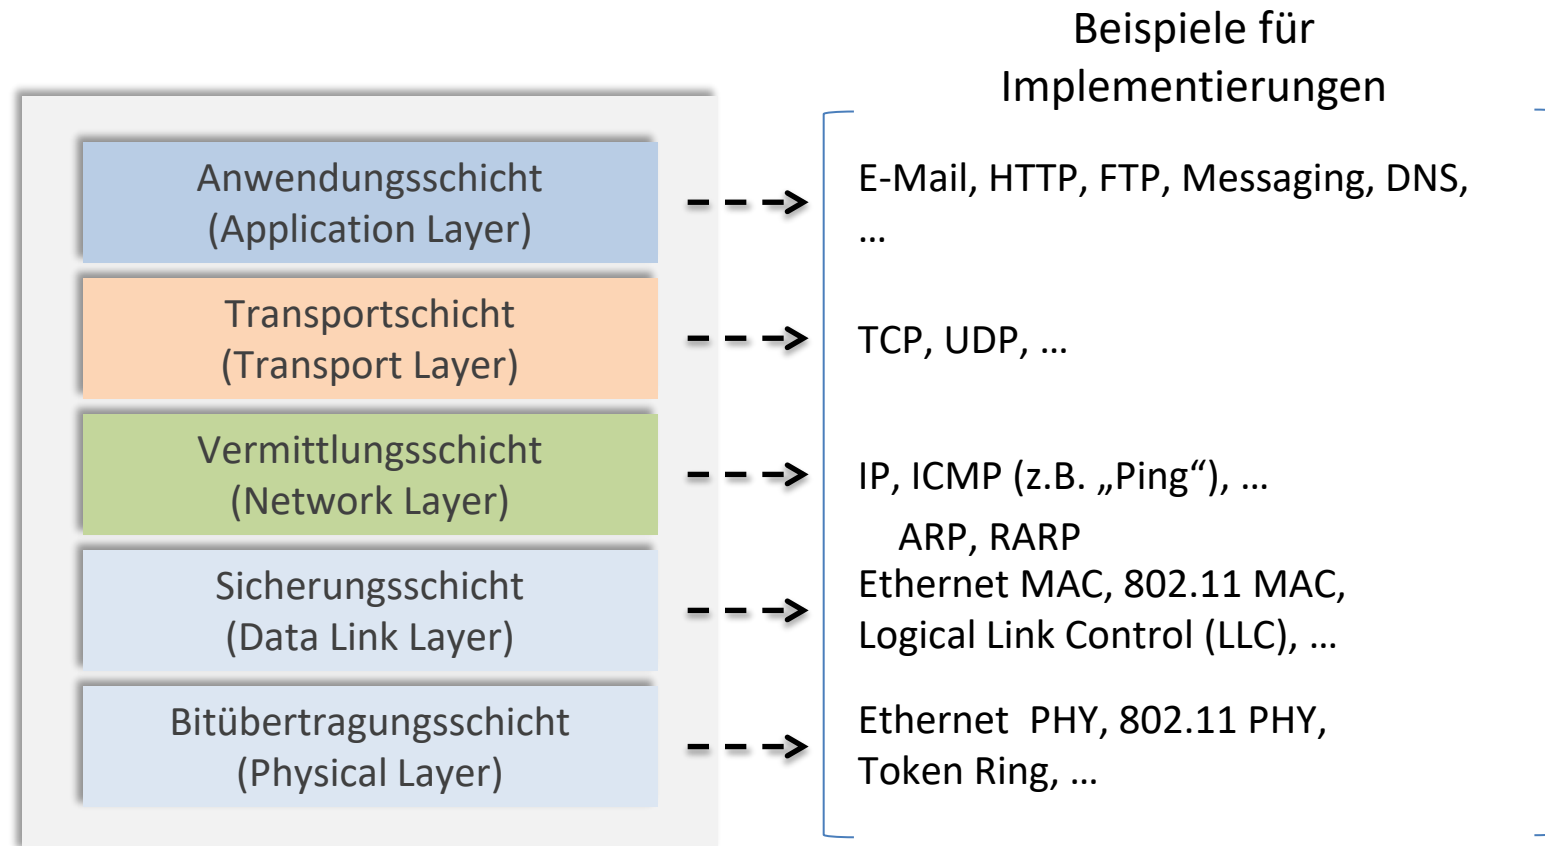 Beispiele für
Implementierungen
Anwendungsschicht
(Application Layer)
E-Mail, HTTP, FTP, Messaging, DNS,
…
Transportschicht
(Transport Layer)
TCP, UDP, …
Vermittlungsschicht
(Network Layer)
IP, ICMP (z.B. „Ping“), …
ARP, RARP
Sicherungsschicht
(Data Link Layer)
Ethernet MAC, 802.11 MAC,
Logical Link Control (LLC), …
Bitübertragungsschicht
(Physical Layer)
Ethernet  PHY, 802.11 PHY,
Token Ring, …